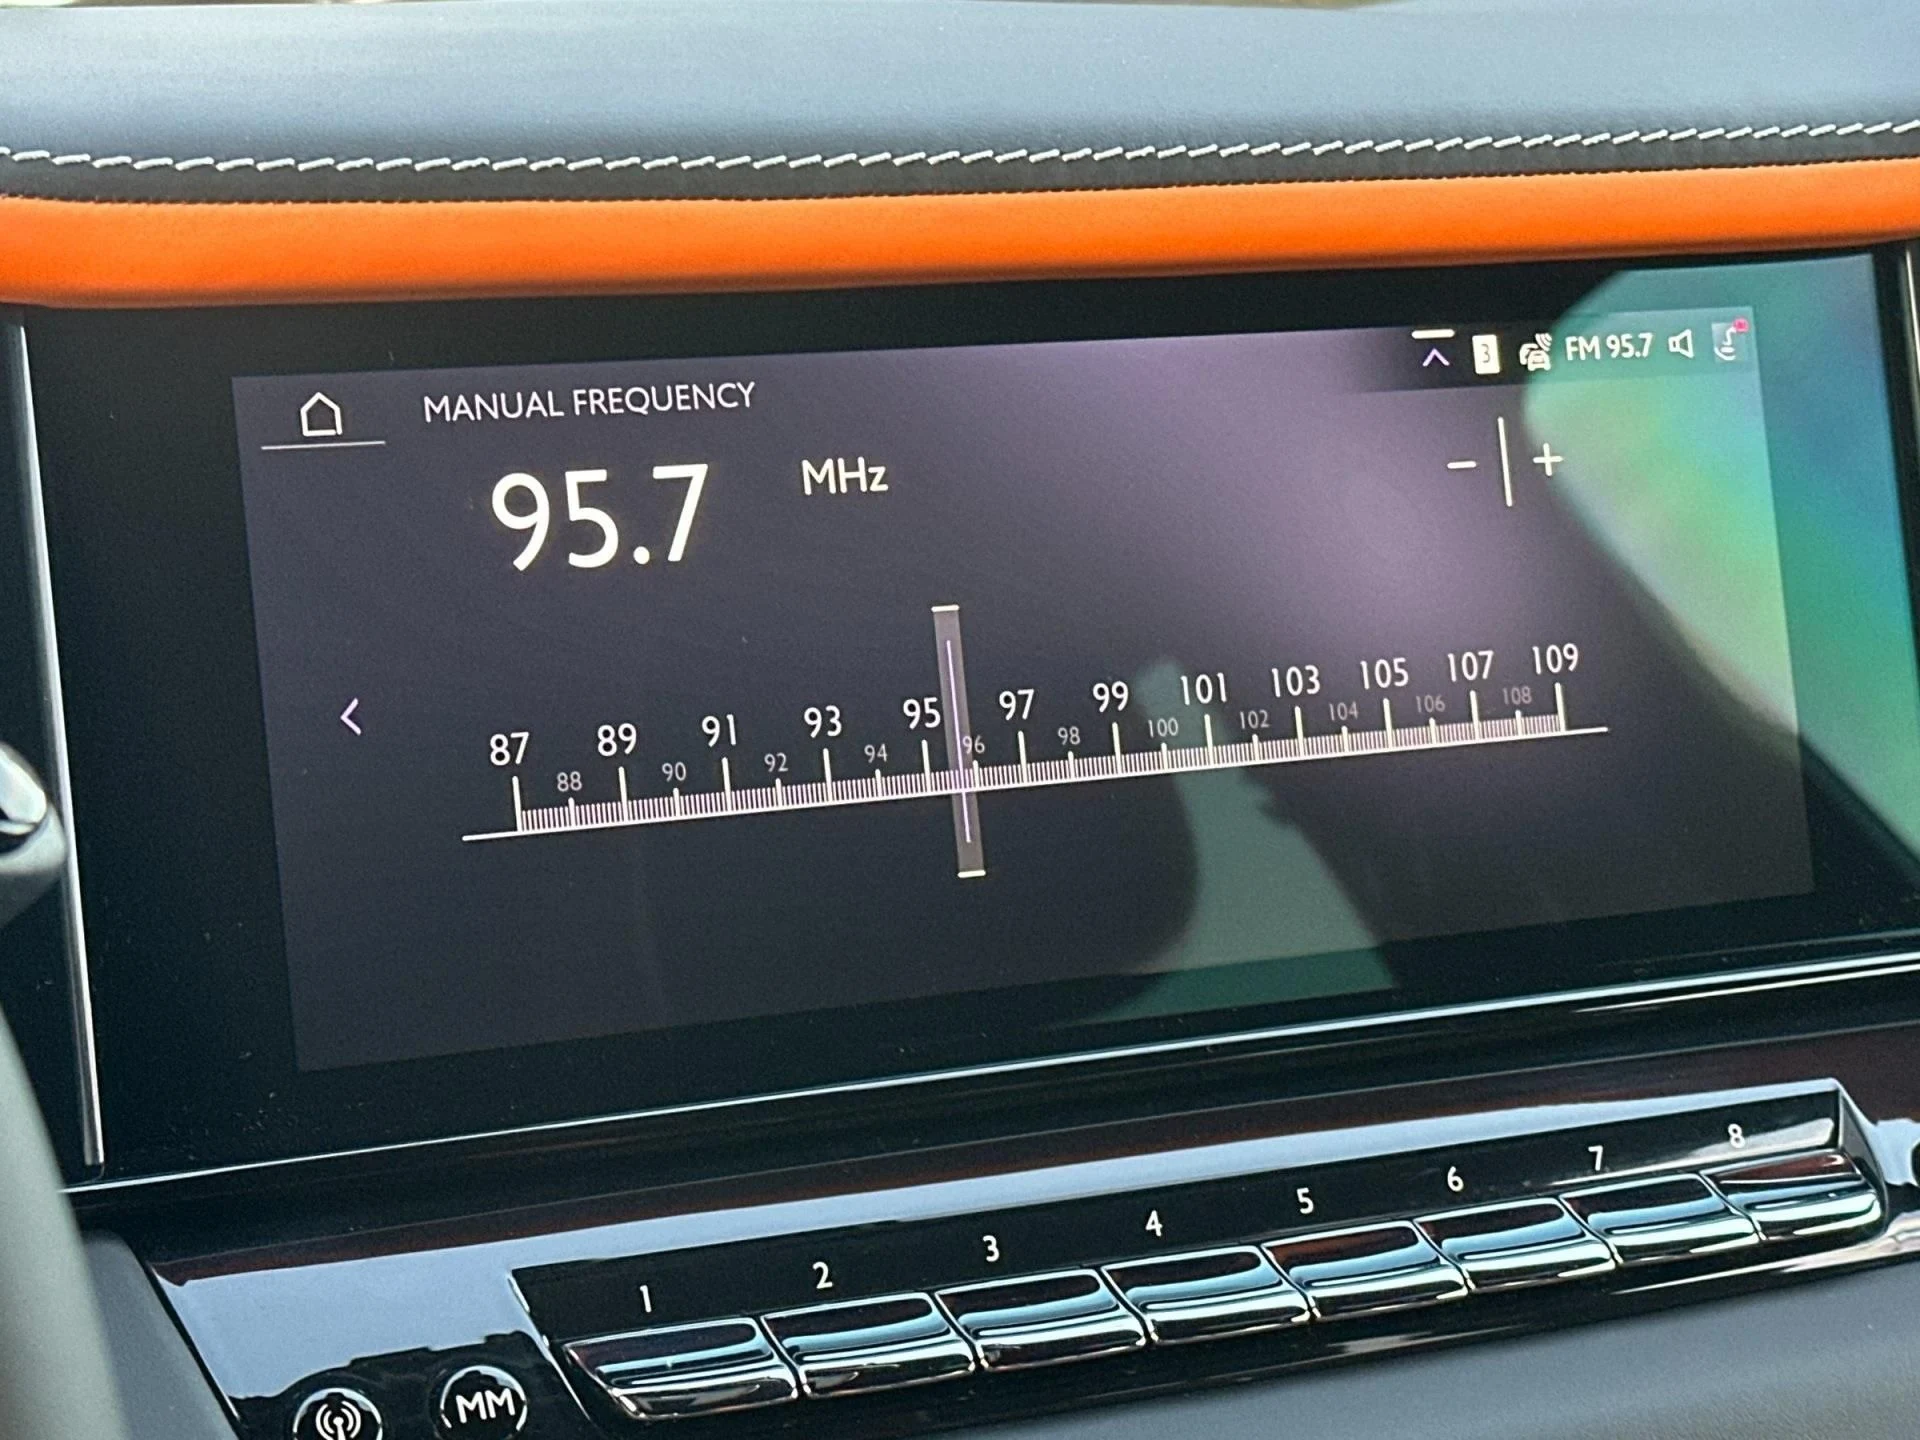 3 FM 95.7
MANUAL FREQUENCY
95.7 MHz
- +
87 89 91 93 95 97 99 101 103 105 107 109
88 90 92 94 96 98 100 102 104 106 108
1 2 3 4 5 6 7 8
MM